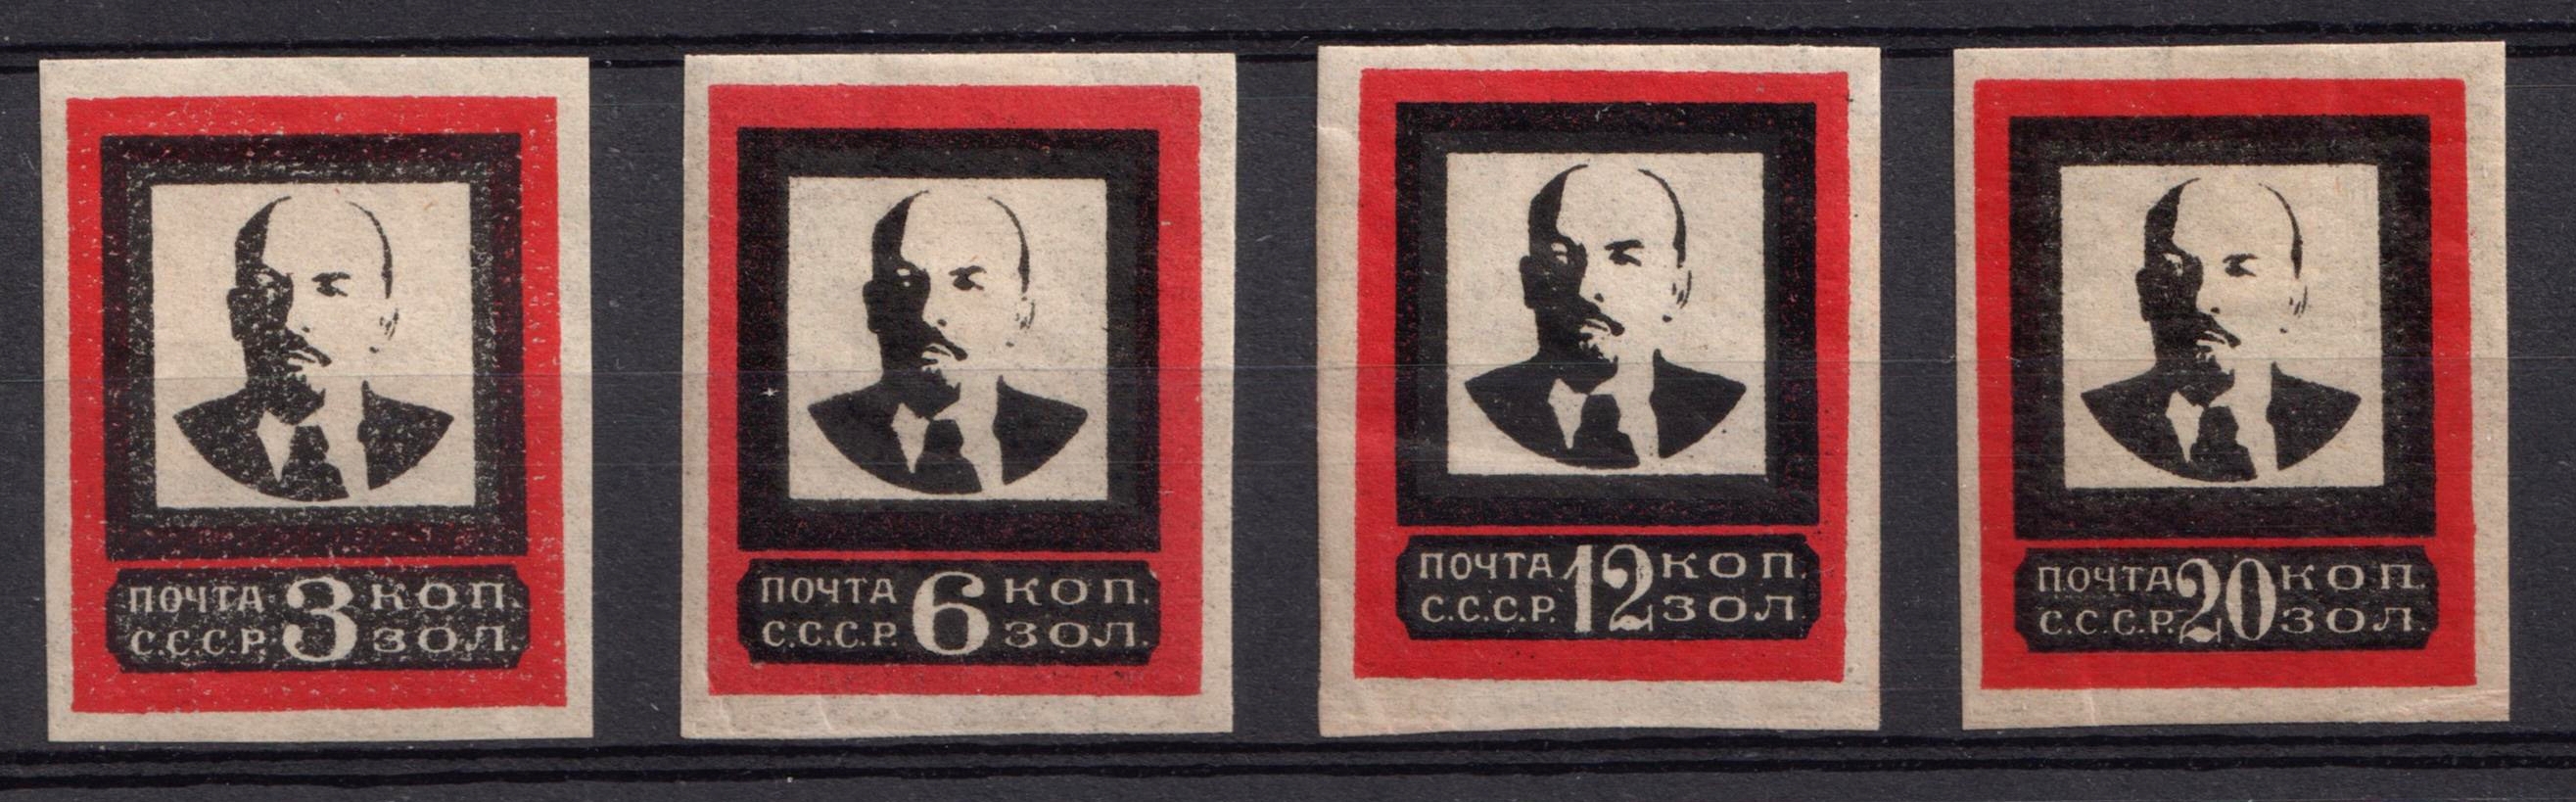 ПОЧТА 3 КОП.
С.С.С.Р. ЗОЛ.
ПОЧТА 6 КОП.
С.С.С.Р. ЗОЛ.
ПОЧТА 12 КОП.
С.С.С.Р. ЗОЛ.
ПОЧТА 20 КОП.
С.С.С.Р. ЗОЛ.